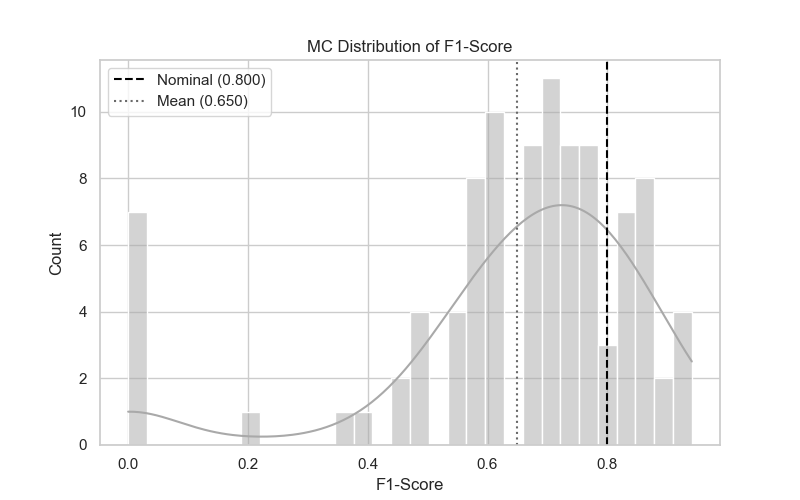 MC Distribution of F1-Score
Nominal (0.800)
Mean (0.650)
Count
10
8
6
4
2
0
0.0 0.2 0.4 0.6 0.8
F1-Score